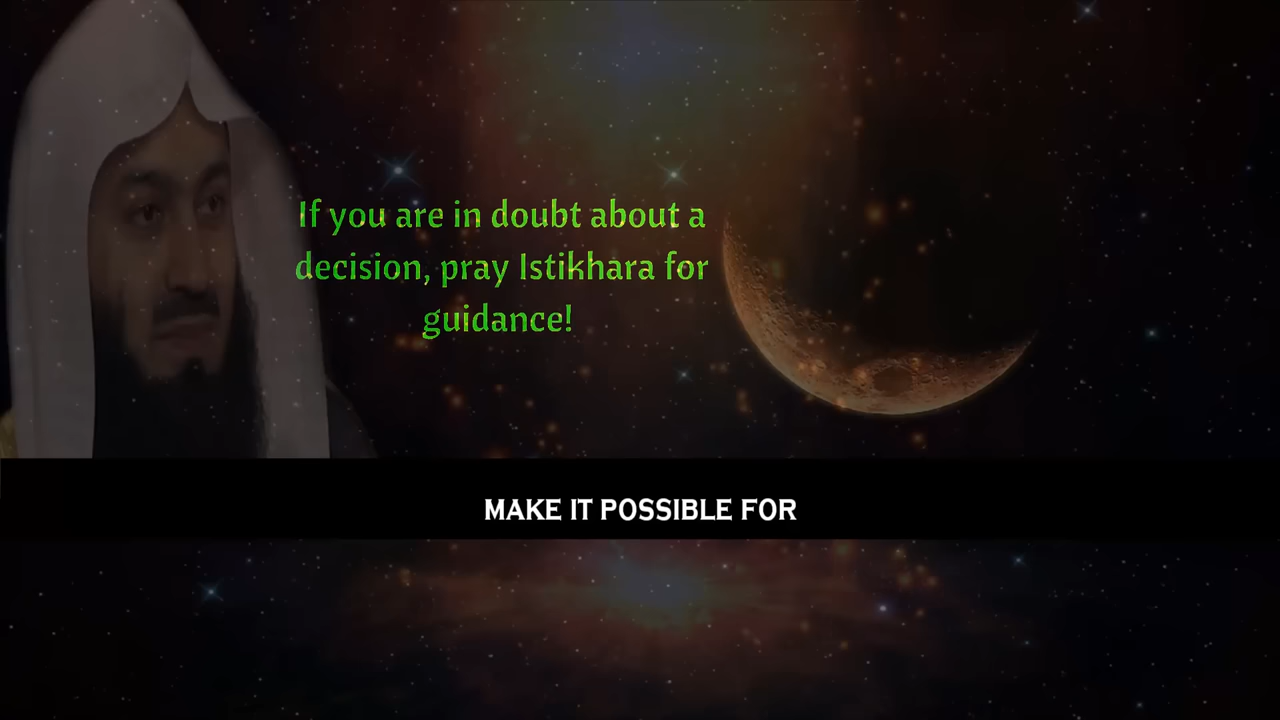 If you are in doubt about a
decision, pray Istikhara for
guidance!
MAKE IT POSSIBLE FOR